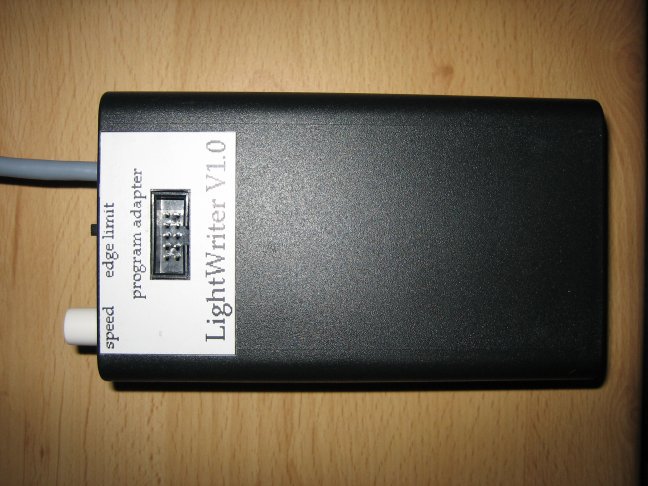 speed edge limit
program adapter
LightWriter V1.0